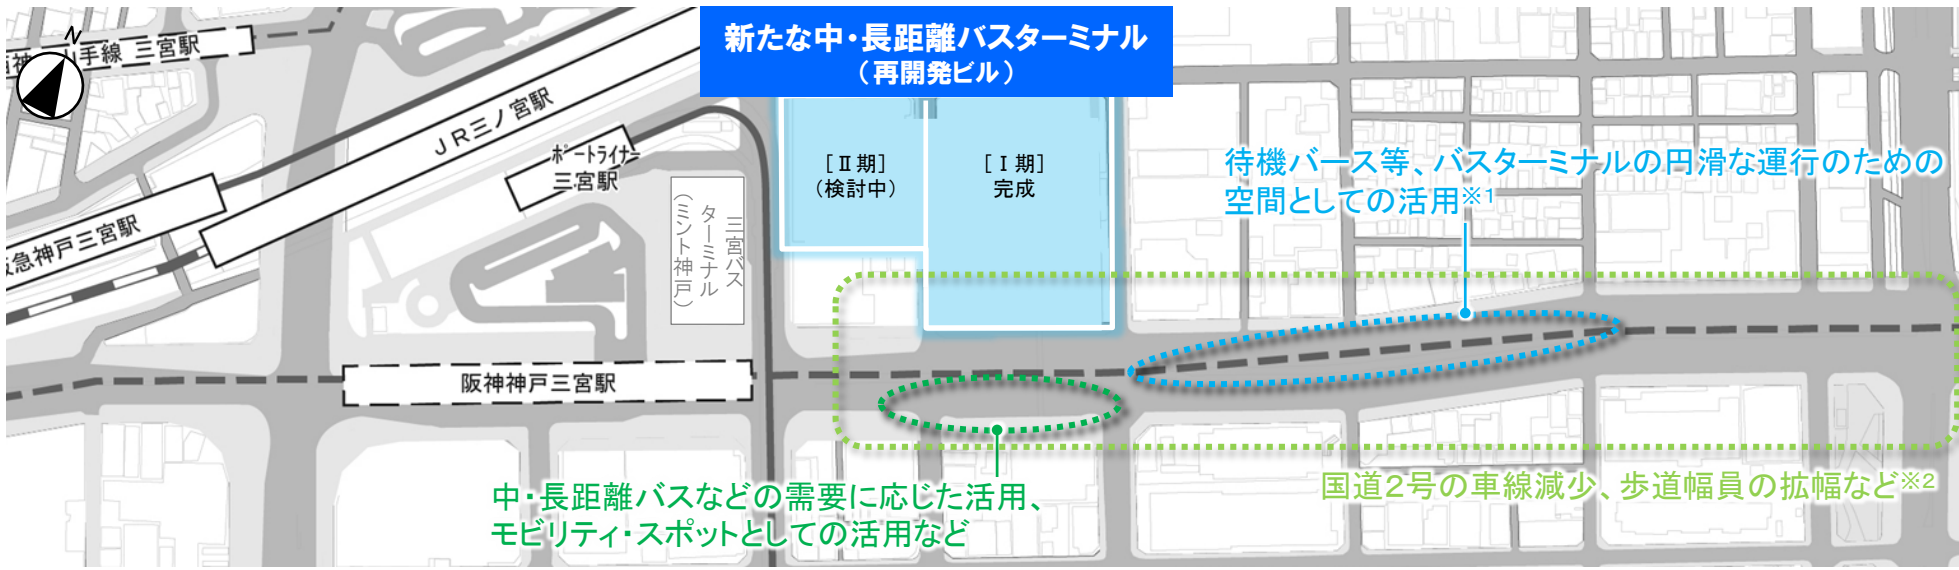 新たな中・長距離バスターミナル
（再開発ビル）
N
山手線 三宮駅
JR三ノ宮駅
ポートライナー
三宮駅
急神戸三宮駅
三宮バス
ターミナル
（ミント神戸）
［Ⅱ期］
（検討中）
［Ⅰ期］
完成
待機バース等、バスターミナルの円滑な運行のための
空間としての活用※1
阪神神戸三宮駅
中・長距離バスなどの需要に応じた活用、
モビリティ・スポットとしての活用など
国道2号の車線減少、歩道幅員の拡幅など※2